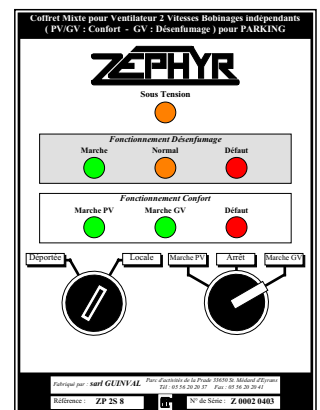 Coffret Mixte pour Ventilateur 2 Vitesses Bobinages indépendants
( PV/GV : Confort - GV : Désenfumage ) pour PARKING
ZEPHYR
Sous Tension
Fonctionnement Désenfumage
Marche Normal Défaut
Fonctionnement Confort
Marche PV Marche GV Défaut
Déportée Locale Marche PV Arrêt Marche GV
Fabriqué par : sarl GUINVAL Parc d'activités de la Prade 33650 St. Médard d'Eyrans
Tél : 05 56 20 20 37 Fax : 05 56 20 20 41
Référence : ZP 2S 8 N° de Série : Z 0002 0403